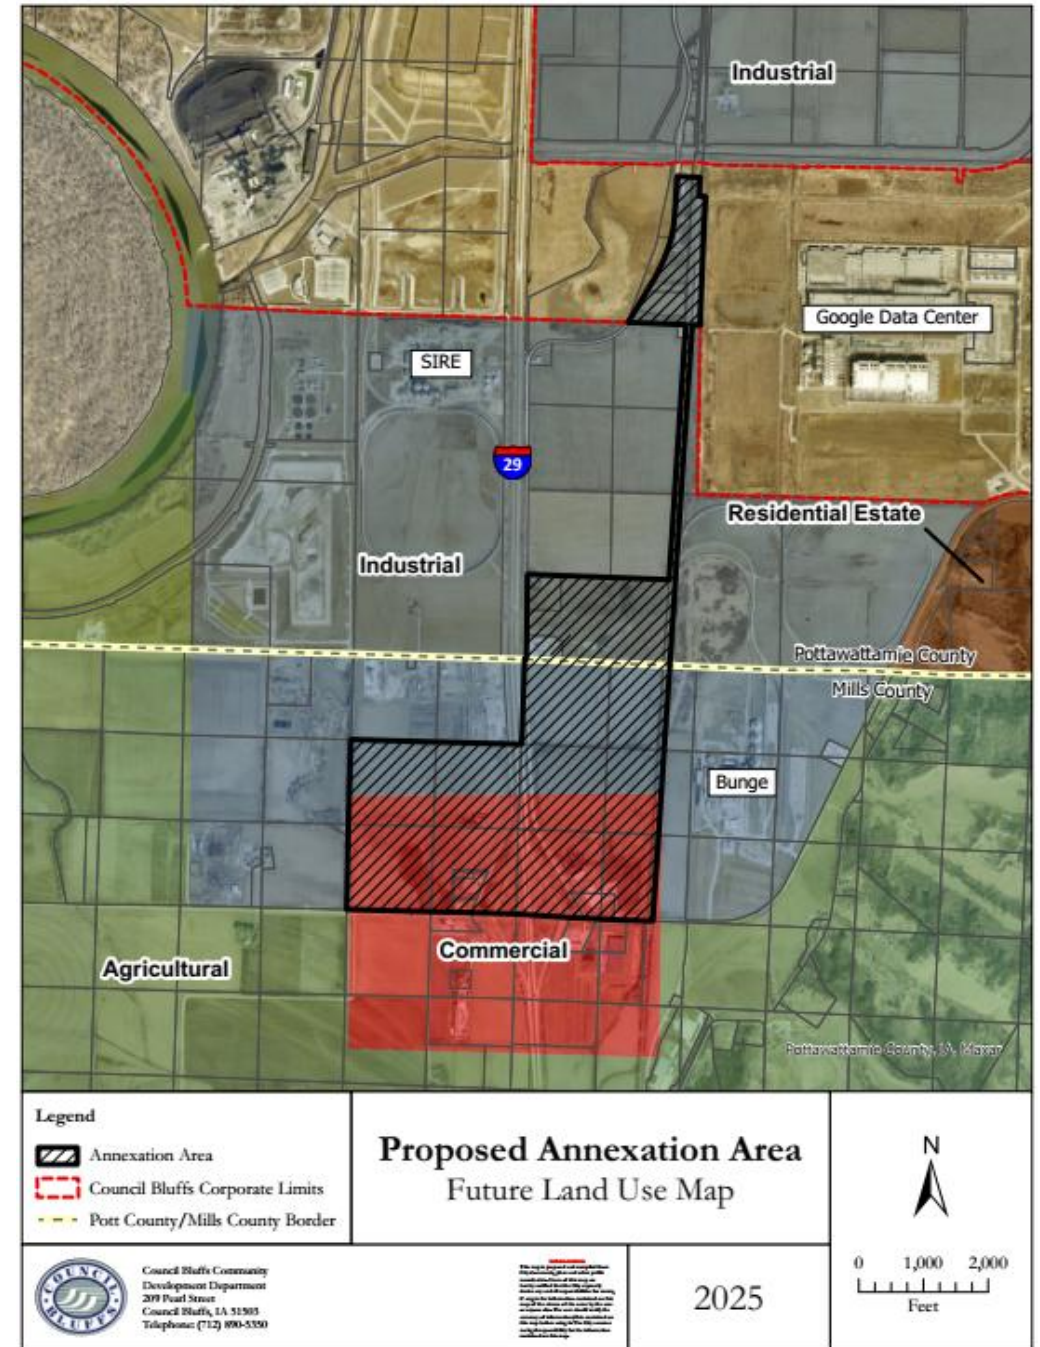 Industrial
Google Data Center
SIRE
29
Residential Estate
Industrial
Pottawattamie County
Mills County
Bunge
Commercial
Agricultural
Pottawattamie County, IA, Maxar
Legend
Annexation Area
Council Bluffs Corporate Limits
Pott County/Mills County Border
Proposed Annexation Area
Future Land Use Map
N
0 1,000 2,000
Feet
COUNCIL
BLUFFS
Council Bluffs Community
Development Department
209 Pearl Street
Council Bluffs, IA 51503
Telephone: (712) 890-5350
2025